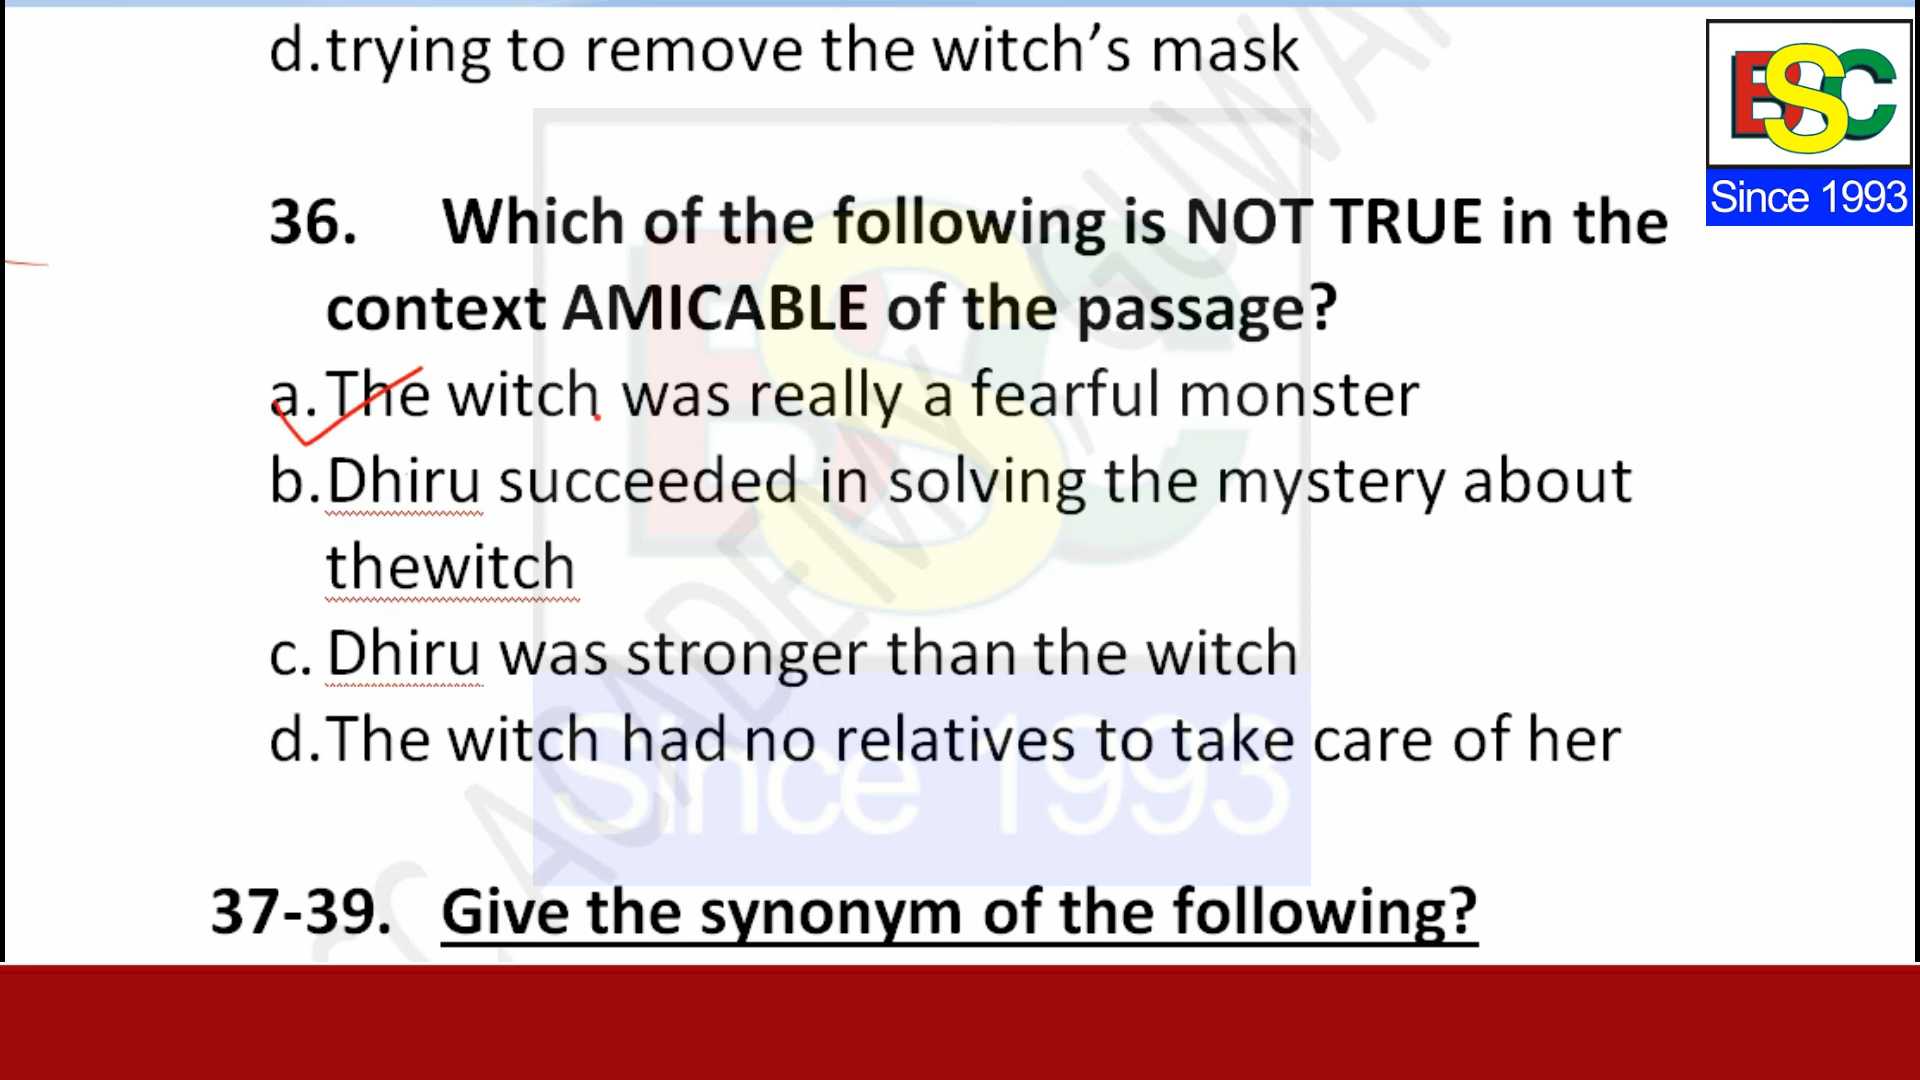 d.trying to remove the witch’s mask
BSC
Since 1993
36. Which of the following is NOT TRUE in the
context AMICABLE of the passage?
a.The witch was really a fearful monster
b.Dhiru succeeded in solving the mystery about
thewitch
c. Dhiru was stronger than the witch
d.The witch had no relatives to take care of her
Since 1993
37-39. Give the synonym of the following?